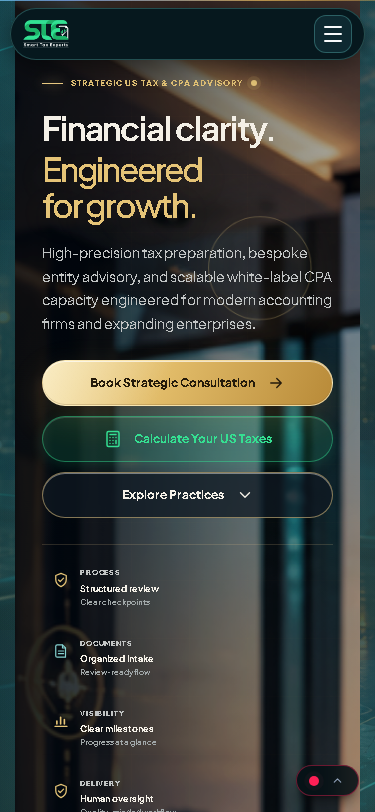 STE
Smart Tax Experts
STRATEGIC US TAX & CPA ADVISORY
Financial clarity.
Engineered
for growth.
High-precision tax preparation, bespoke
entity advisory, and scalable white-label CPA
capacity engineered for modern accounting
firms and expanding enterprises.
Book Strategic Consultation
Calculate Your US Taxes
Explore Practices
PROCESS
Structured review
Clear checkpoints
DOCUMENTS
Organized intake
Review-ready flow
VISIBILITY
Clear milestones
Progress at a glance
DELIVERY
Human oversight